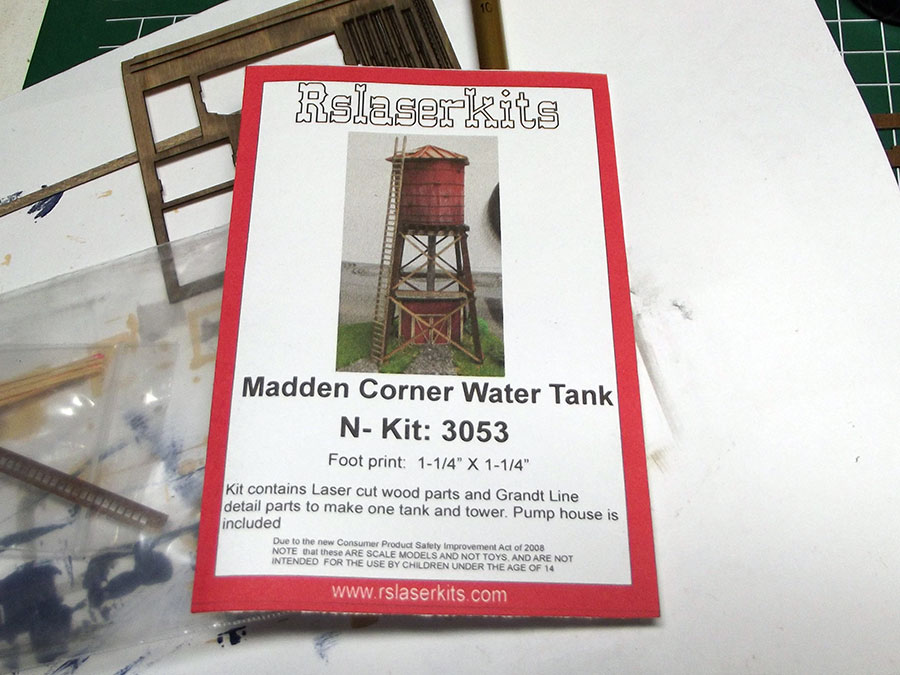 10
Rslaserkits
Madden Corner Water Tank
N- Kit: 3053
Foot print: 1-1/4" X 1-1/4"
Kit contains Laser cut wood parts and Grandt Line
detail parts to make one tank and tower. Pump house is
included
Due to the new Consumer Product Safety Improvement Act of 2008
NOTE that these ARE SCALE MODELS AND NOT TOYS, AND ARE NOT
INTENDED FOR THE USE BY CHILDREN UNDER THE AGE OF 14
www.rslaserkits.com